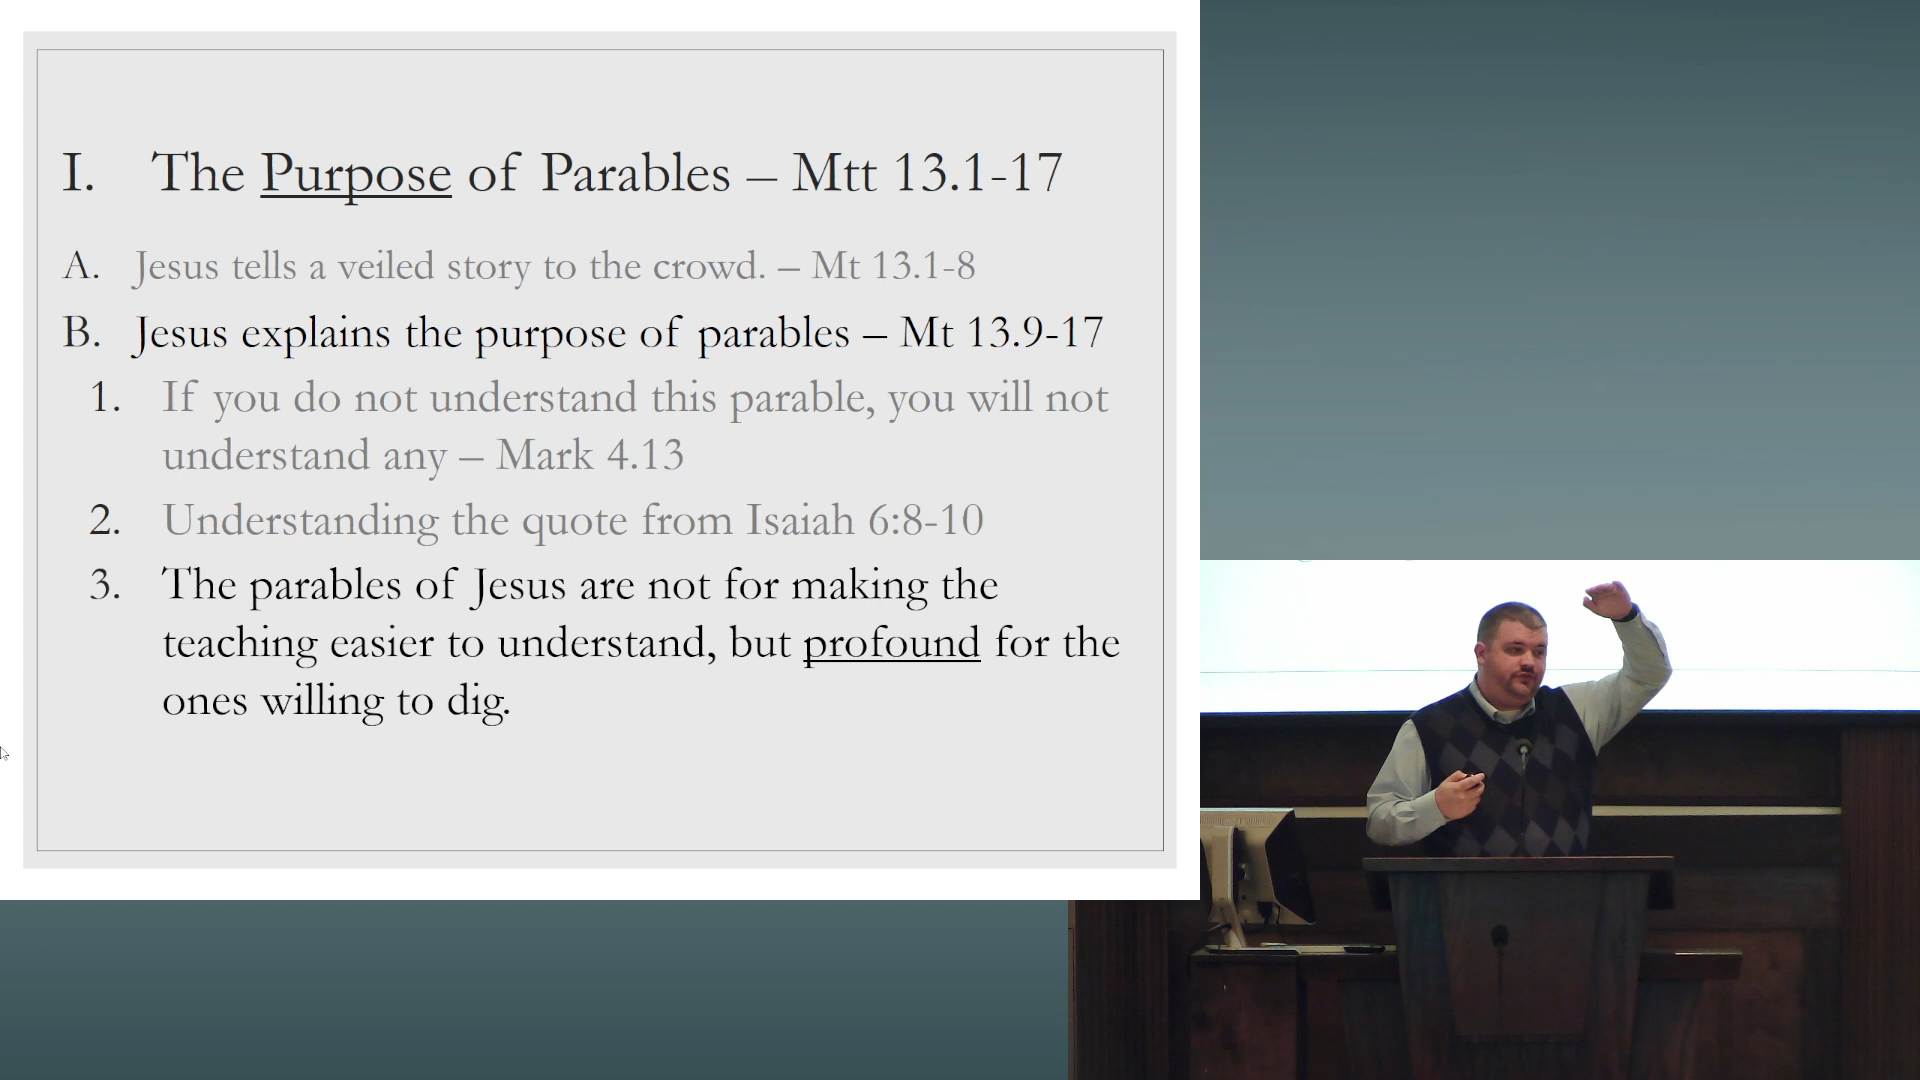 I. The Purpose of Parables – Mtt 13.1-17
A. Jesus tells a veiled story to the crowd. – Mt 13.1-8
B. Jesus explains the purpose of parables – Mt 13.9-17
1. If you do not understand this parable, you will not
understand any – Mark 4.13
2. Understanding the quote from Isaiah 6:8-10
3. The parables of Jesus are not for making the
teaching easier to understand, but profound for the
ones willing to dig.